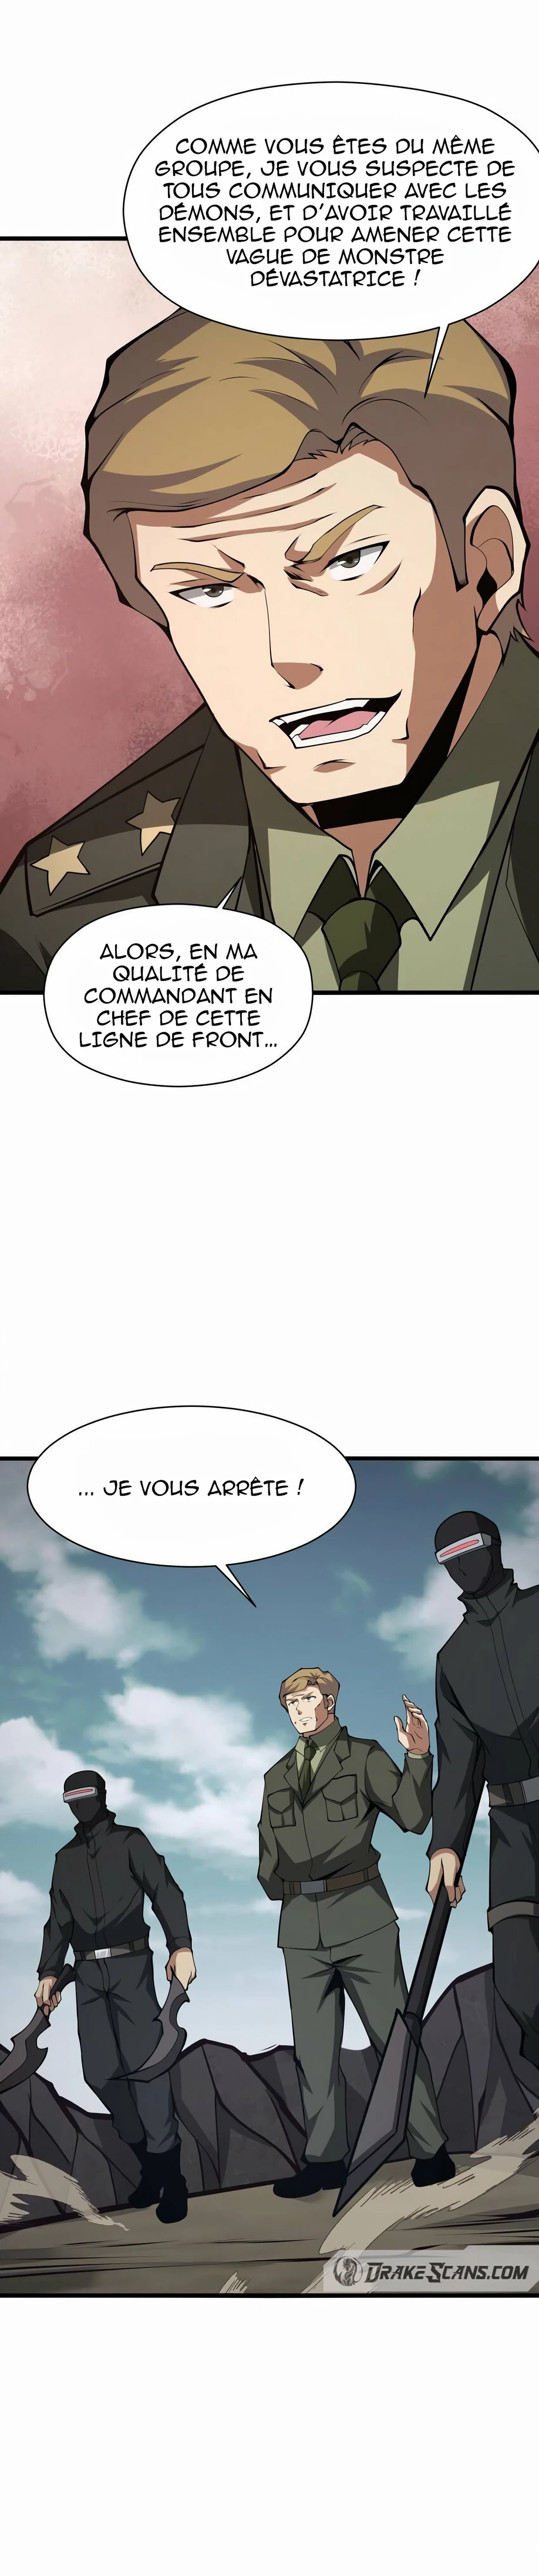 COMME VOUS ÊTES DU MÊME
GROUPE, JE VOUS SUSPECTE DE
TOUS COMMUNIQUER AVEC LES
DÉMONS, ET D'AVOIR TRAVAILLÉ
ENSEMBLE POUR AMENER CETTE
VAGUE DE MONSTRE
DÉVASTATRICE !
ALORS, EN MA
QUALITÉ DE
COMMANDANT EN
CHEF DE CETTE
LIGNE DE FRONT...
... JE VOUS ARRÊTE !
DRAKESCANS.COM